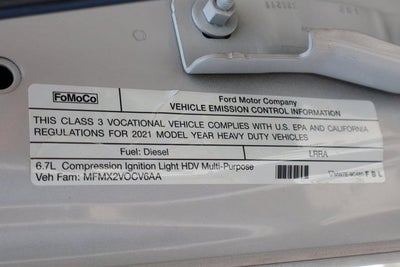 FoMoCo
Ford Motor Company
VEHICLE EMISSION CONTROL INFORMATION
THIS CLASS 3 VOCATIONAL VEHICLE COMPLIES WITH U.S. EPA AND CALIFORNIA
REGULATIONS FOR 2021 MODEL YEAR HEAVY DUTY VEHICLES
Fuel: Diesel LRRA
6.7L Compression Ignition Light HDV Multi-Purpose
Veh Fam: MFMX2VOCV6AA